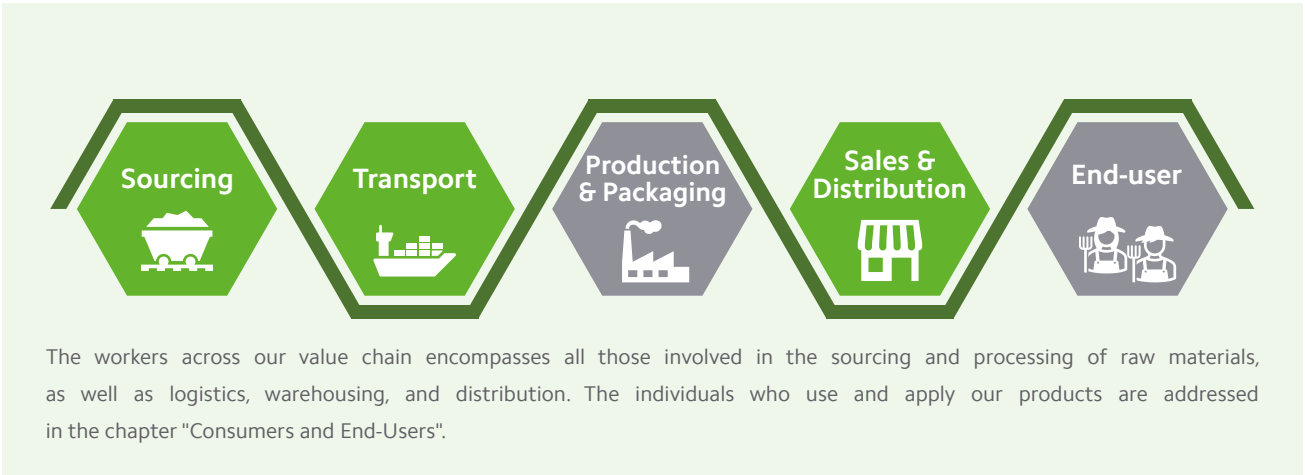 Sourcing
Transport
Production
& Packaging
Sales &
Distribution
End-user
The workers across our value chain encompasses all those involved in the sourcing and processing of raw materials,
as well as logistics, warehousing, and distribution. The individuals who use and apply our products are addressed
in the chapter "Consumers and End-Users".